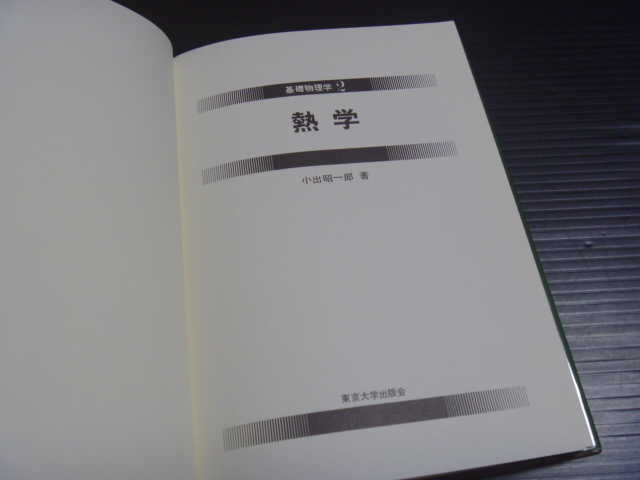 基礎物理学 2
熱学
小出昭一郎 著
東京大学出版会